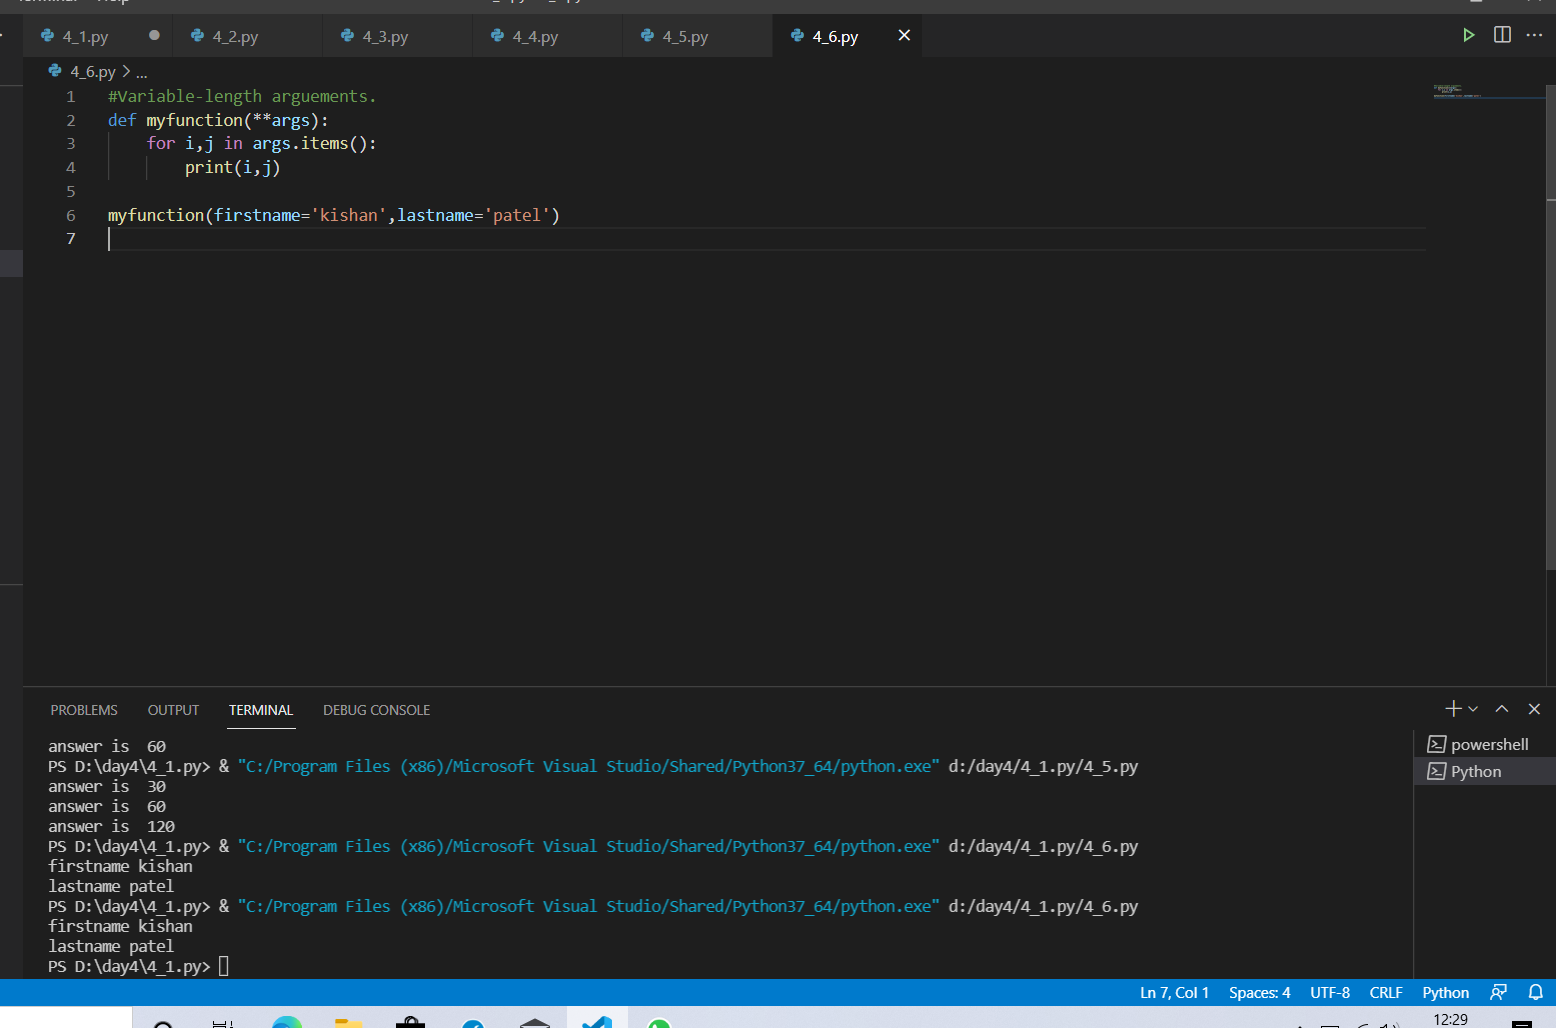 4_1.py 4_2.py 4_3.py 4_4.py 4_5.py 4_6.py
4_6.py > ...
1 #Variable-length arguements.
2 def myfunction(**args):
3 for i,j in args.items():
4 print(i,j)
5
6 myfunction(firstname='kishan',lastname='patel')
7
PROBLEMS OUTPUT TERMINAL DEBUG CONSOLE
answer is 60
PS D:\day4\4_1.py> & "C:/Program Files (x86)/Microsoft Visual Studio/Shared/Python37_64/python.exe" d:/day4/4_1.py/4_5.py
answer is 30
answer is 60
answer is 120
PS D:\day4\4_1.py> & "C:/Program Files (x86)/Microsoft Visual Studio/Shared/Python37_64/python.exe" d:/day4/4_1.py/4_6.py
firstname kishan
lastname patel
PS D:\day4\4_1.py> & "C:/Program Files (x86)/Microsoft Visual Studio/Shared/Python37_64/python.exe" d:/day4/4_1.py/4_6.py
firstname kishan
lastname patel
PS D:\day4\4_1.py>
powershell
Python
Ln 7, Col 1 Spaces: 4 UTF-8 CRLF Python
12:29